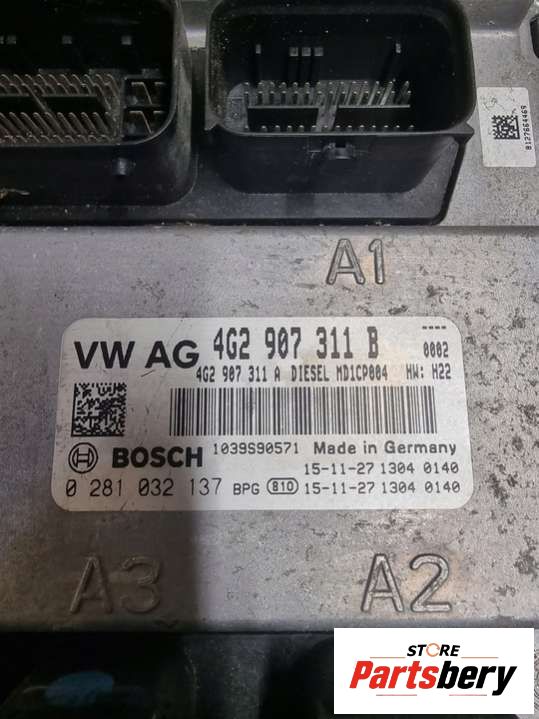 8127664469
A1
VW AG 4G2 907 311 B ----
4G2 907 311 A DIESEL MD1CP004 HW: H22 0002
1039S90571 Made in Germany
BOSCH 15-11-27 1304 0140
0 281 032 137 BPG 810 15-11-27 1304 0140
A3 A2
STORE
Partsbery